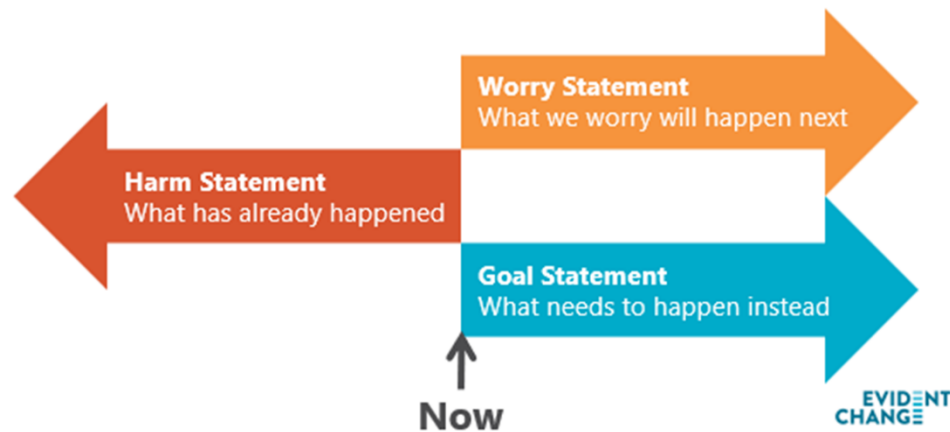 Worry Statement
What we worry will happen next
Harm Statement
What has already happened
Goal Statement
What needs to happen instead
Now
EVIDENT
CHANGE